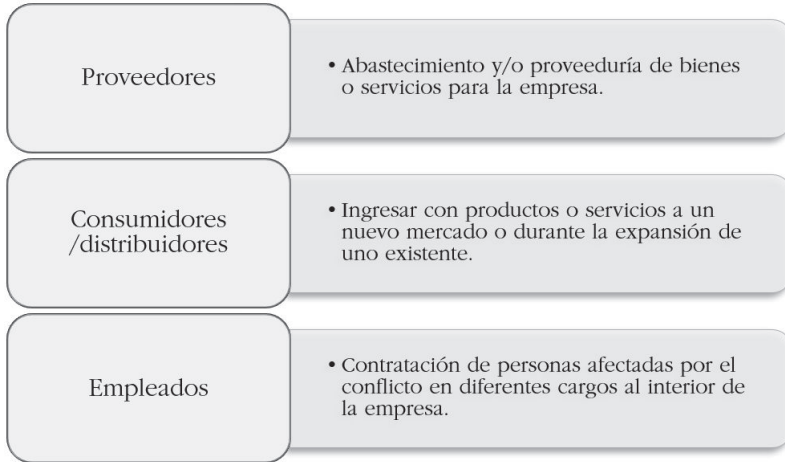 Proveedores
• Abastecimiento y/o proveeduría de bienes
o servicios para la empresa.
Consumidores
/distribuidores
• Ingresar con productos o servicios a un
nuevo mercado o durante la expansión de
uno existente.
Empleados
• Contratación de personas afectadas por el
conflicto en diferentes cargos al interior de
la empresa.